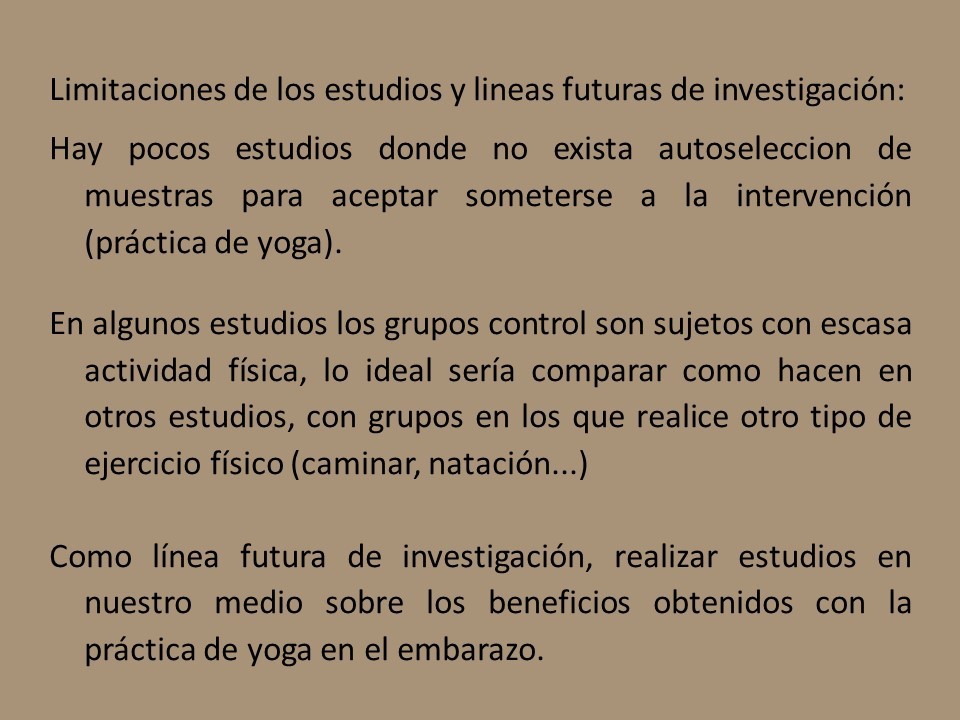 Limitaciones de los estudios y lineas futuras de investigación:
Hay pocos estudios donde no exista autoseleccion de
muestras para aceptar someterse a la intervención
(práctica de yoga).
En algunos estudios los grupos control son sujetos con escasa
actividad física, lo ideal sería comparar como hacen en
otros estudios, con grupos en los que realice otro tipo de
ejercicio físico (caminar, natación...)
Como línea futura de investigación, realizar estudios en
nuestro medio sobre los beneficios obtenidos con la
práctica de yoga en el embarazo.